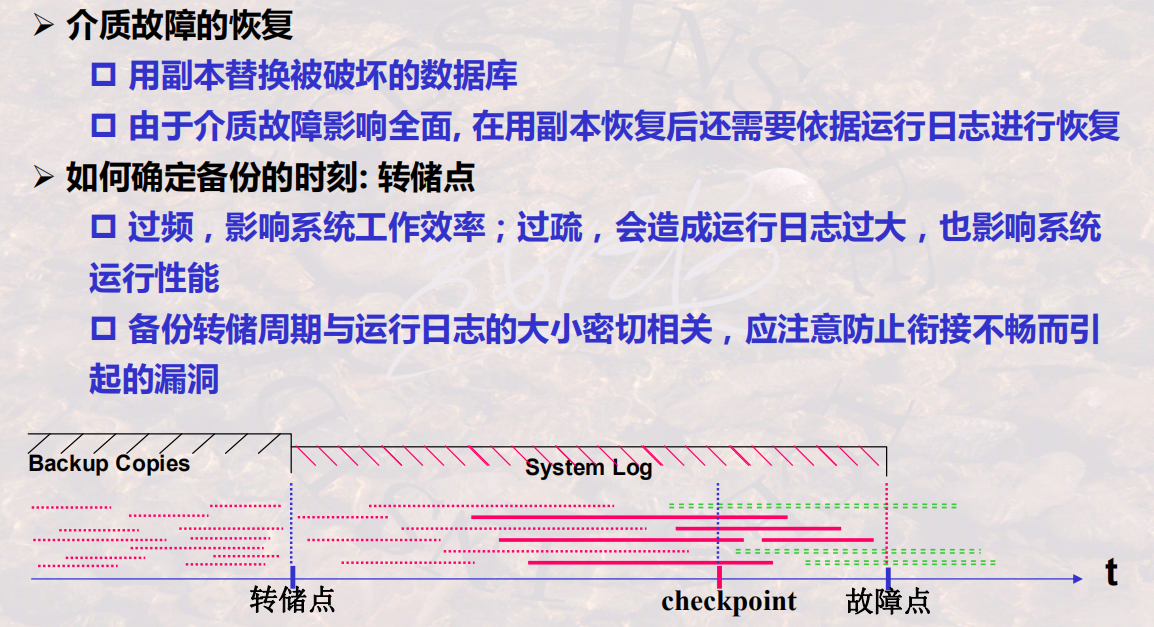 ➢ 介质故障的恢复
□ 用副本替换被破坏的数据库
□ 由于介质故障影响全面, 在用副本恢复后还需要依据运行日志进行恢复
➢ 如何确定备份的时刻: 转储点
□ 过频，影响系统工作效率；过疏，会造成运行日志过大，也影响系统
运行性能
□ 备份转储周期与运行日志的大小密切相关，应注意防止衔接不畅而引
起的漏洞
Backup Copies
System Log
t
转储点
checkpoint
故障点